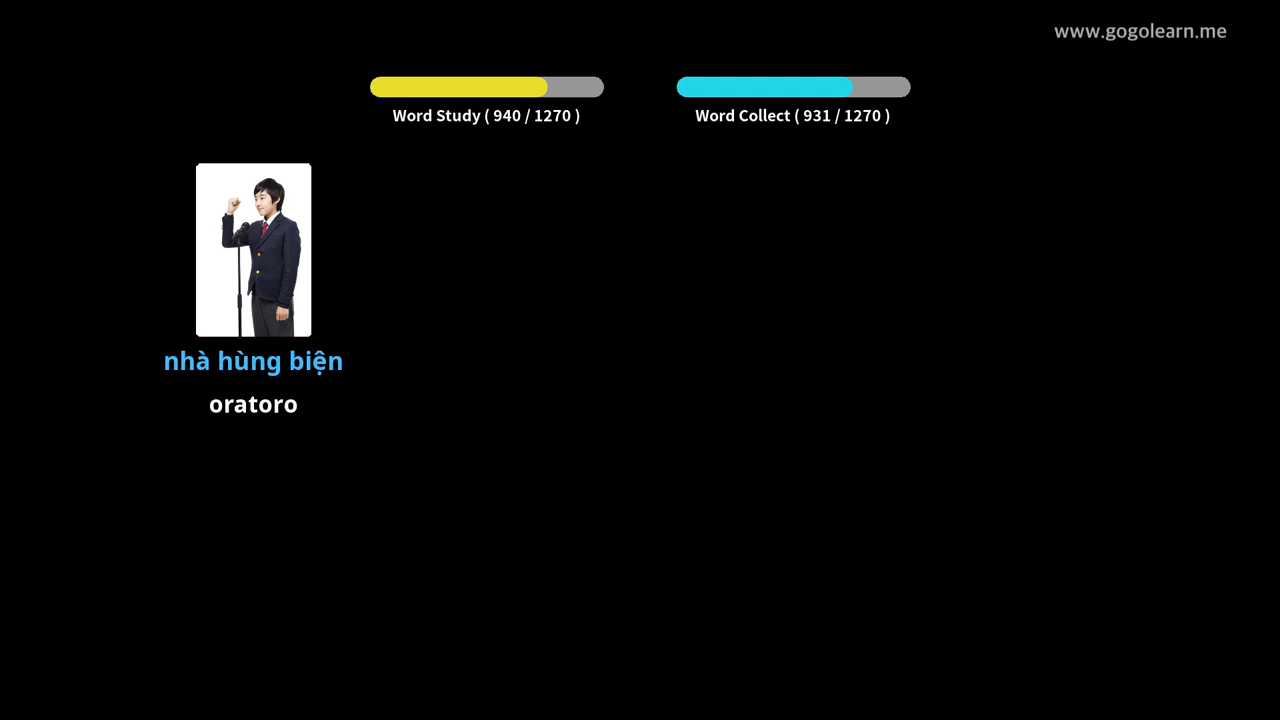 www.gogolearn.me
Word Study ( 940 / 1270 )
Word Collect ( 931 / 1270 )
nhà hùng biện
oratoro